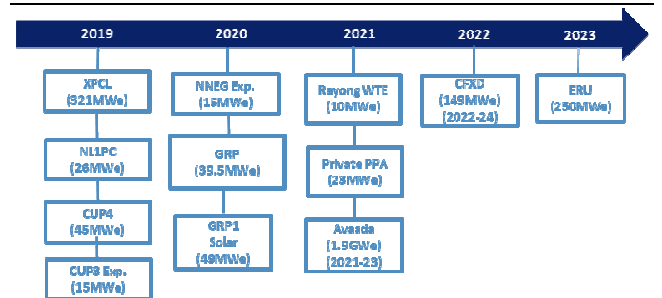 2019 2020 2021 2022 2023
XPCL
(321MWe)
NNEG Exp.
(15MWe)
Rayong WTE
(10MWe)
CFXD
(149MWe)
(2022-24)
ERU
(250MWe)
NL1PC
(26MWe)
GRP
(39.5MWe)
Private PPA
(23MWe)
CUP4
(45MWe)
GRP1
Solar
(49MWe)
Avaada
(1.9GWe)
(2021-23)
CUP3 Exp.
(15MWe)